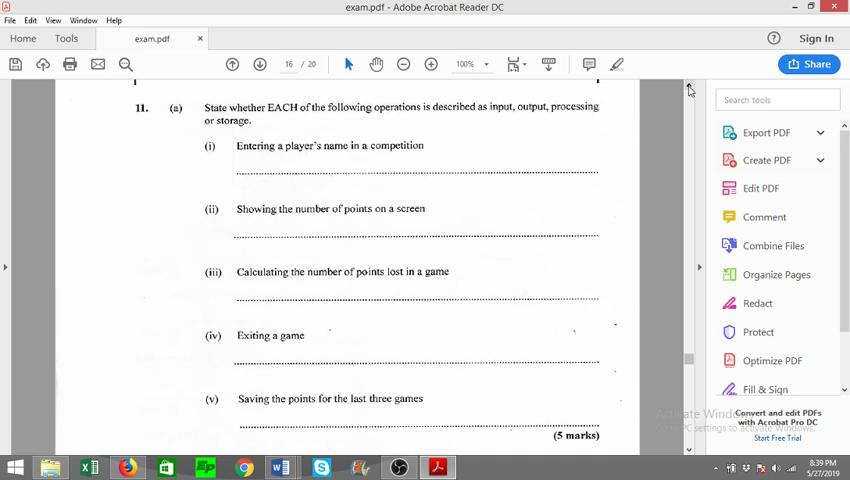 exam.pdf - Adobe Acrobat Reader DC
File Edit View Window Help
Home Tools exam.pdf × Sign In
16 / 20 100% Share
11. (a) State whether EACH of the following operations is described as input, output, processing
or storage.
(i) Entering a player's name in a competition
(ii) Showing the number of points on a screen
(iii) Calculating the number of points lost in a game
(iv) Exiting a game
(v) Saving the points for the last three games
(5 marks)
Search tools
Export PDF
Create PDF
Edit PDF
Comment
Combine Files
Organize Pages
Redact
Protect
Optimize PDF
Fill & Sign
Activate Windows
Go to PC settings to activate Windows.
Convert and edit PDFs
with Acrobat Pro DC
Start Free Trial
Ep
8:39 PM
5/27/2019